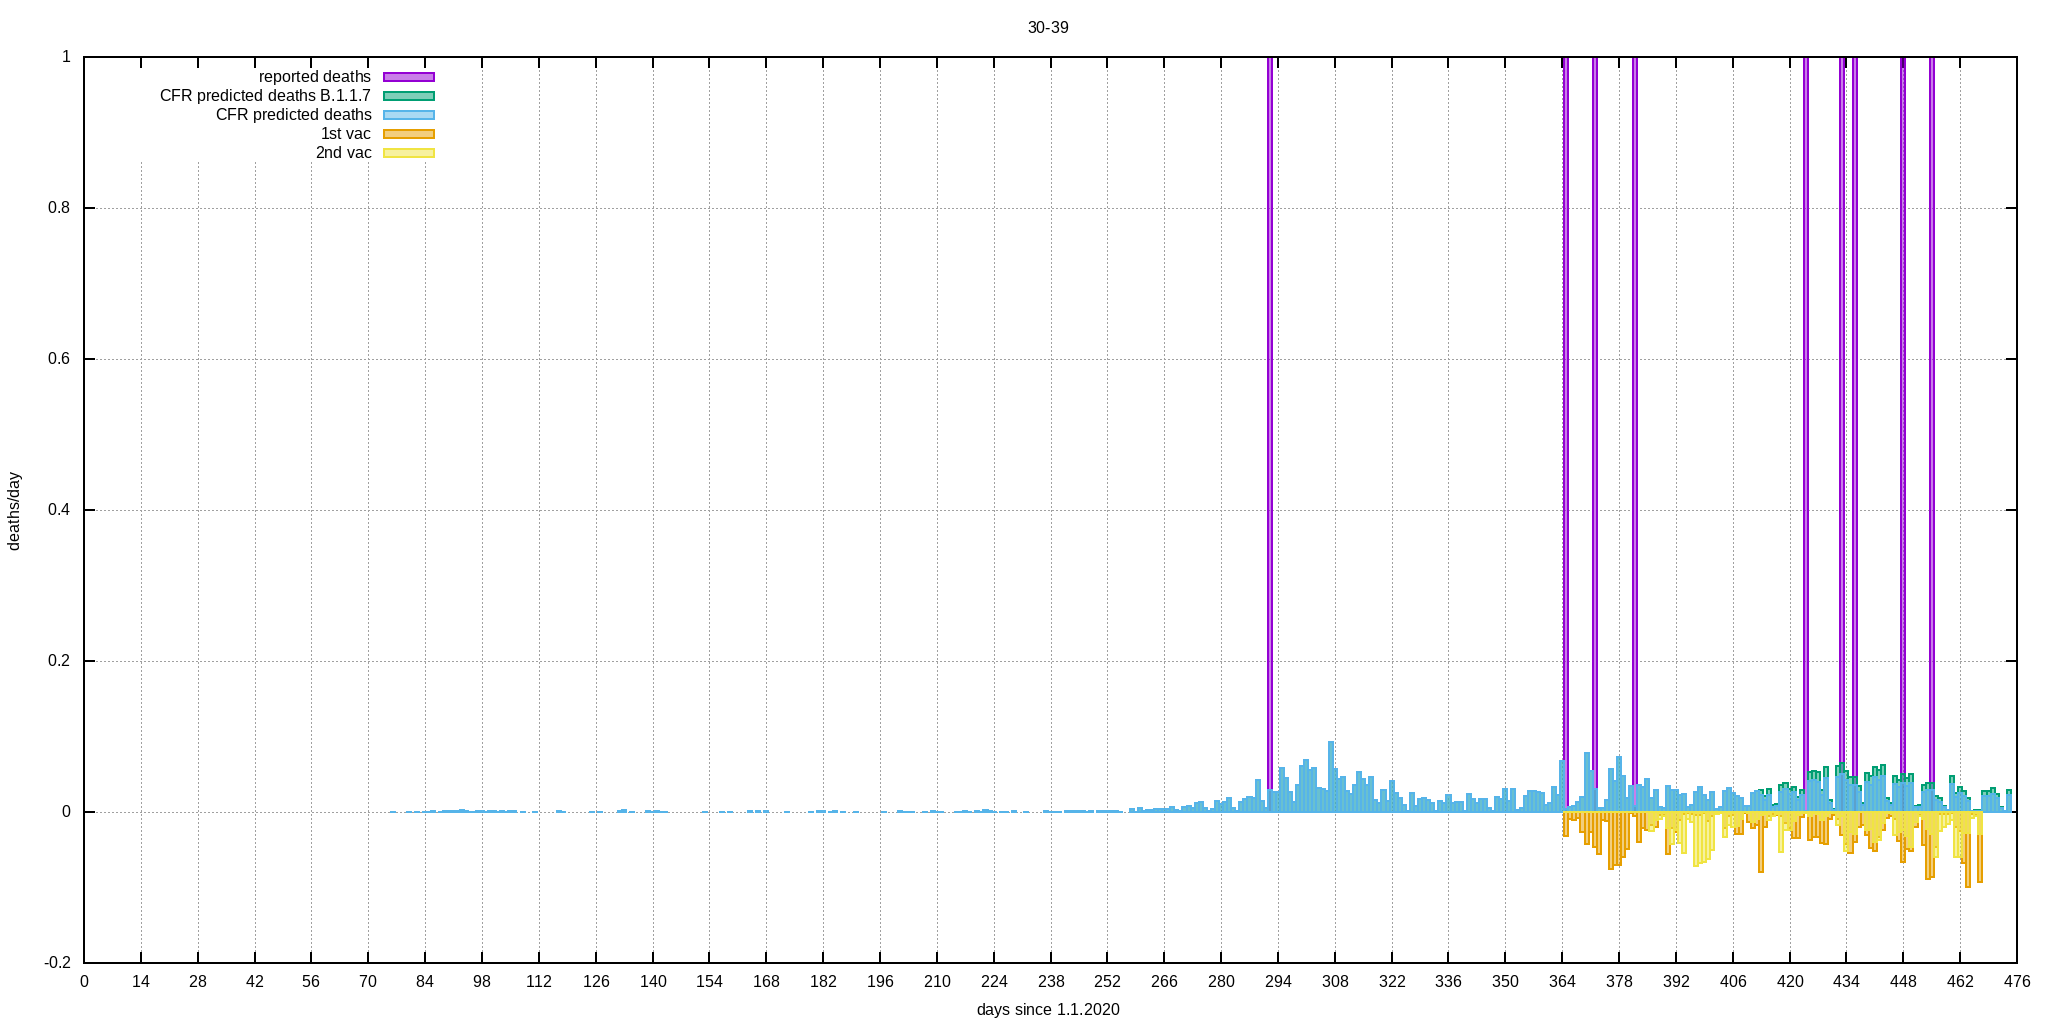 30-39
1
reported deaths
CFR predicted deaths B.1.1.7
CFR predicted deaths
1st vac
2nd vac
0.8
0.6
0.4
0.2
0
-0.2
deaths/day
0 14 28 42 56 70 84 98 112 126 140 154 168 182 196 210 224 238 252 266 280 294 308 322 336 350 364 378 392 406 420 434 448 462 476
days since 1.1.2020